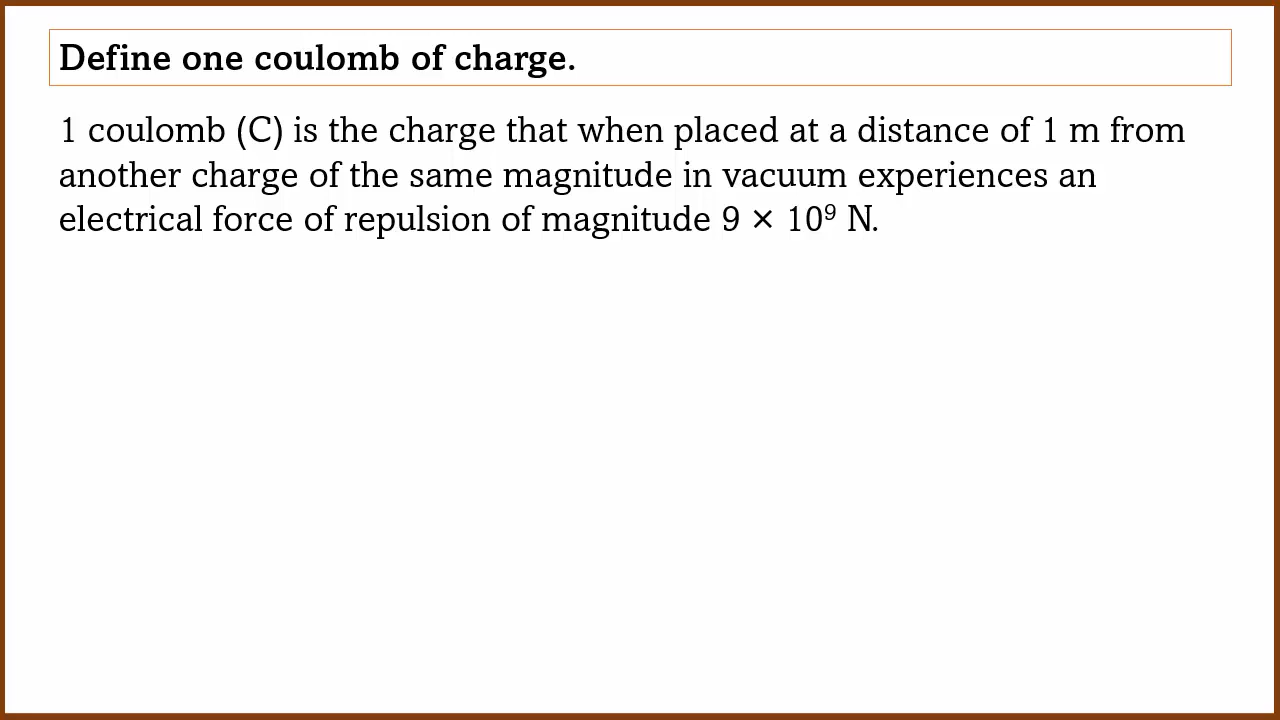 Define one coulomb of charge.
1 coulomb (C) is the charge that when placed at a distance of 1 m from
another charge of the same magnitude in vacuum experiences an
electrical force of repulsion of magnitude 9 × 10⁹ N.